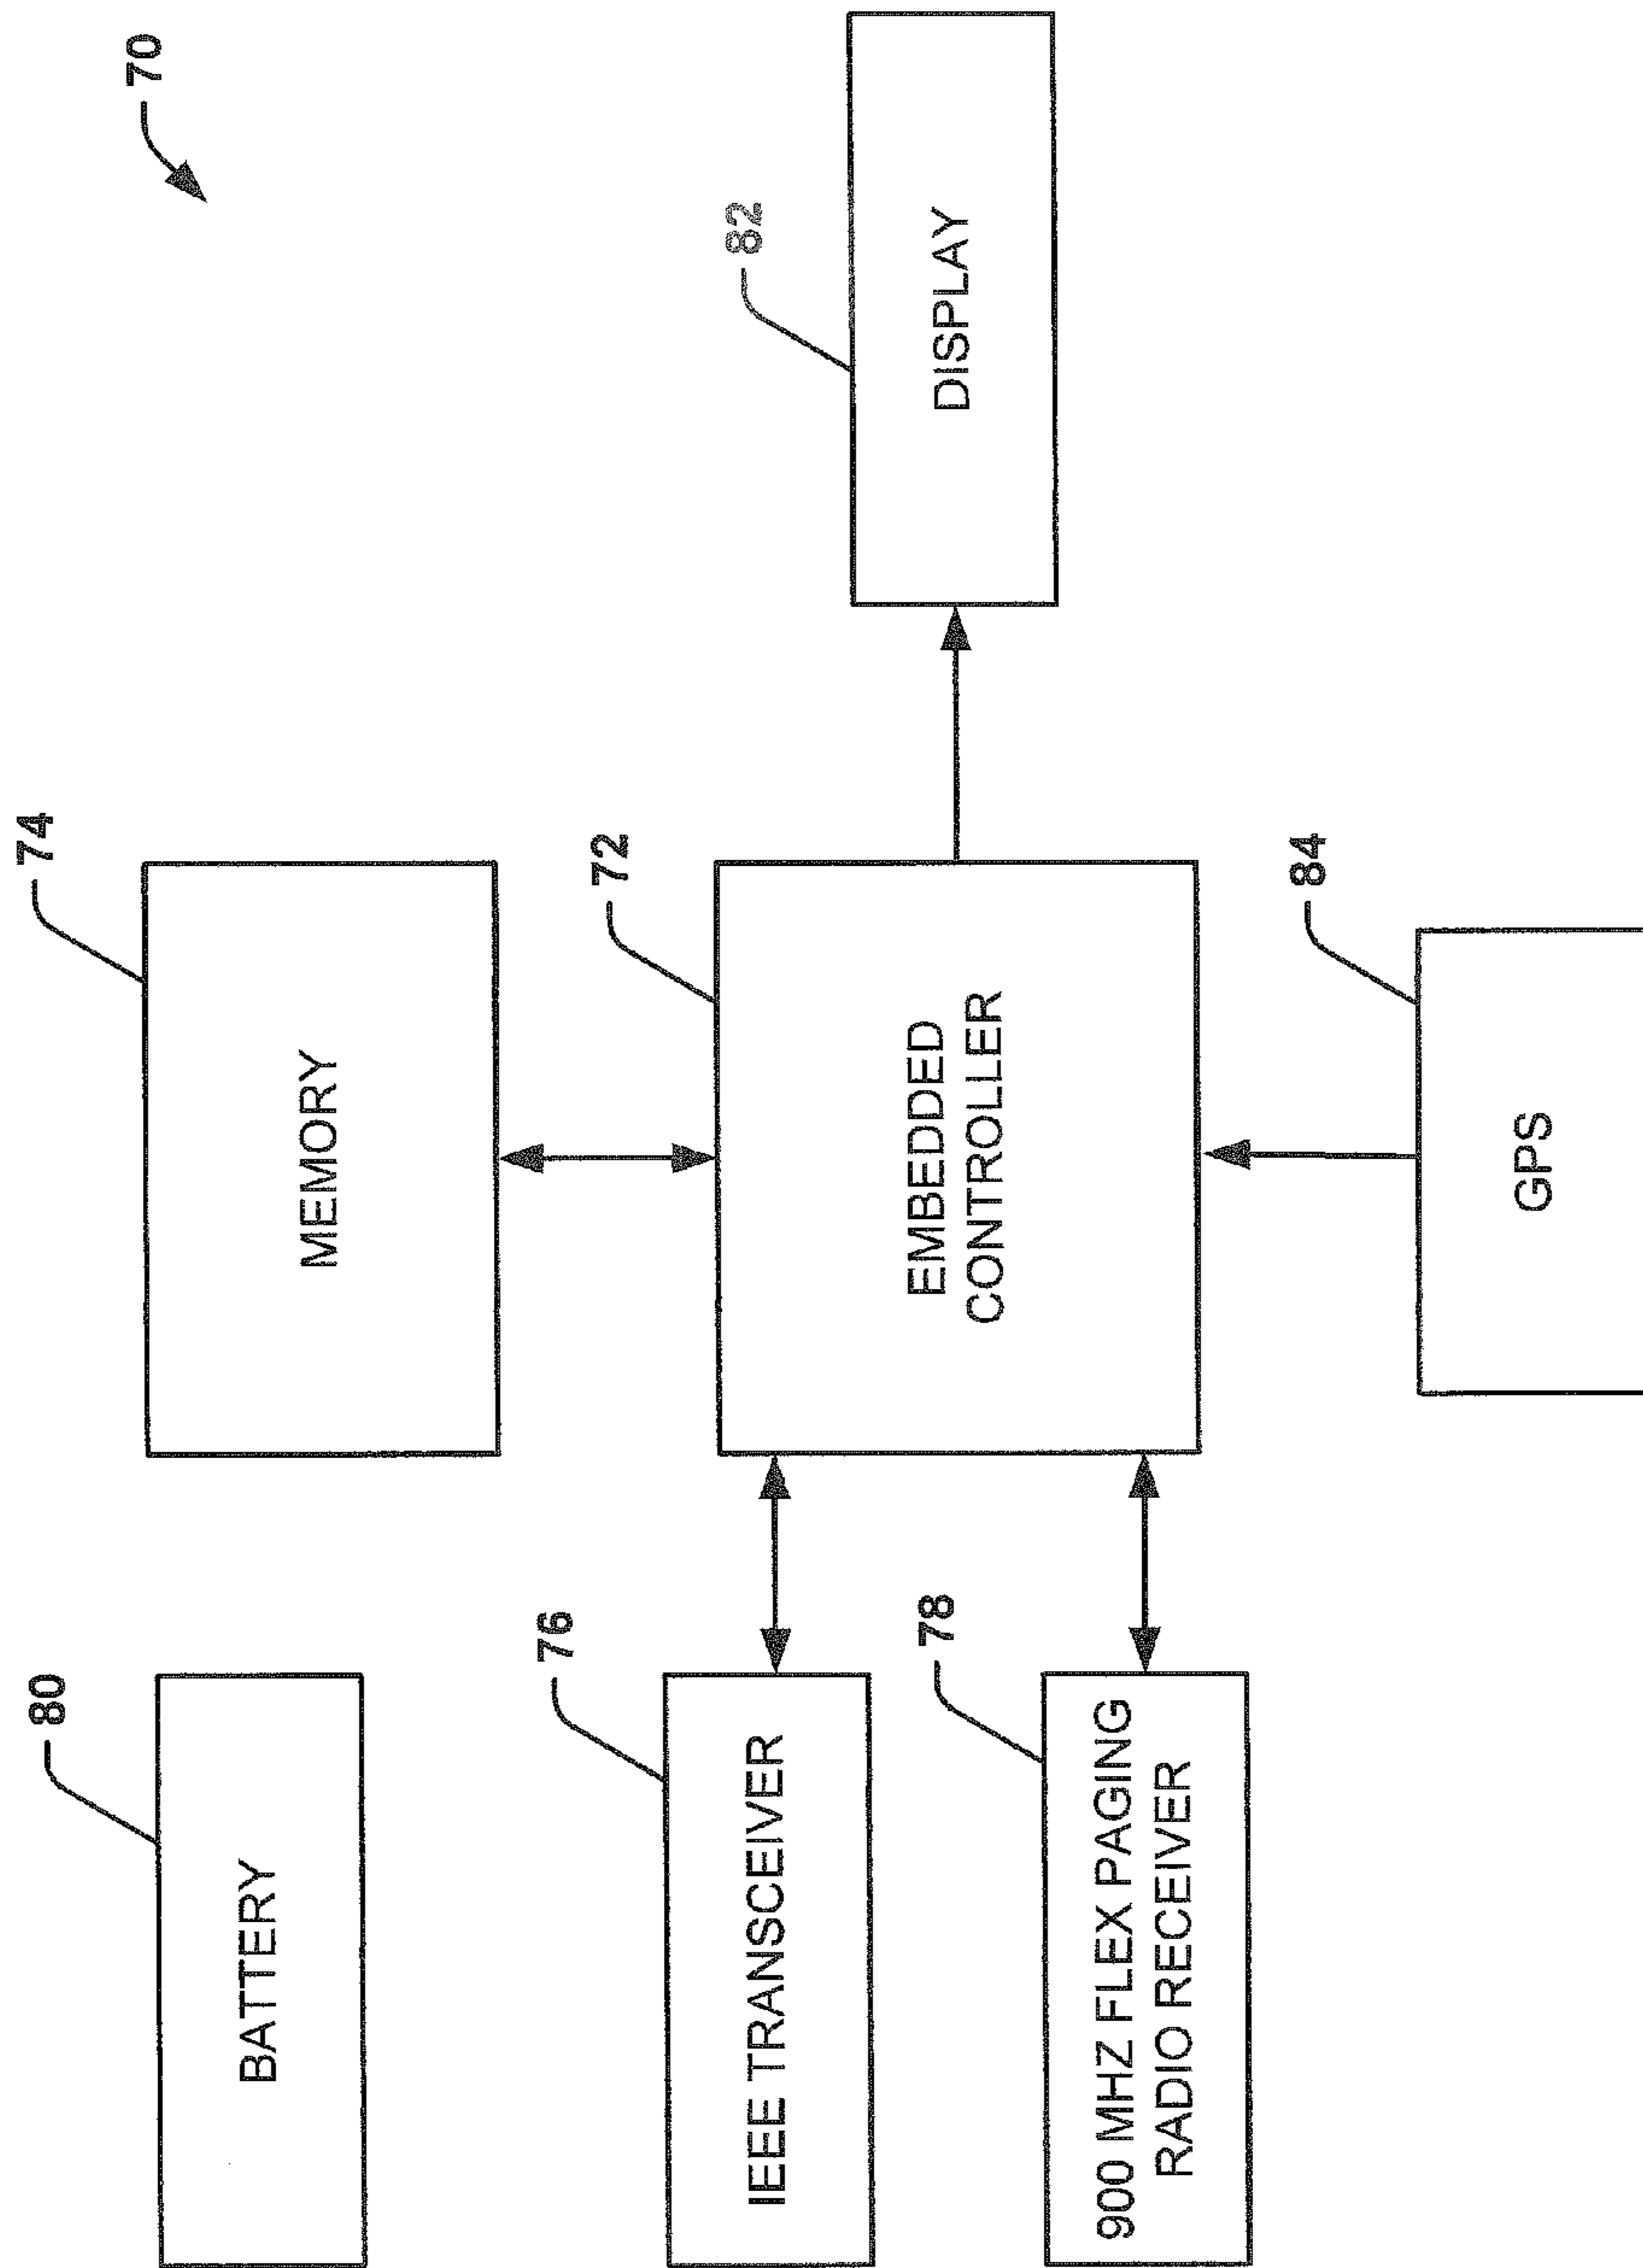 70
80
BATTERY
74
MEMORY
76
IEEE TRANSCEIVER
72
EMBEDDED
CONTROLLER
82
DISPLAY
78
900 MHZ FLEX PAGING
RADIO RECEIVER
84
GPS